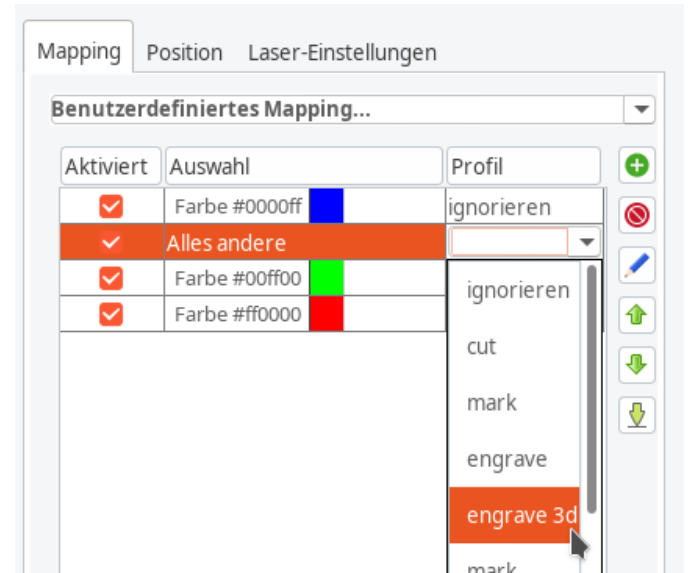 Mapping Position Laser-Einstellungen
Benutzerdefiniertes Mapping...
Aktiviert Auswahl Profil
Farbe #0000ff ignorieren
Alles andere
Farbe #00ff00
Farbe #ff0000
ignorieren
cut
mark
engrave
engrave 3d
mark